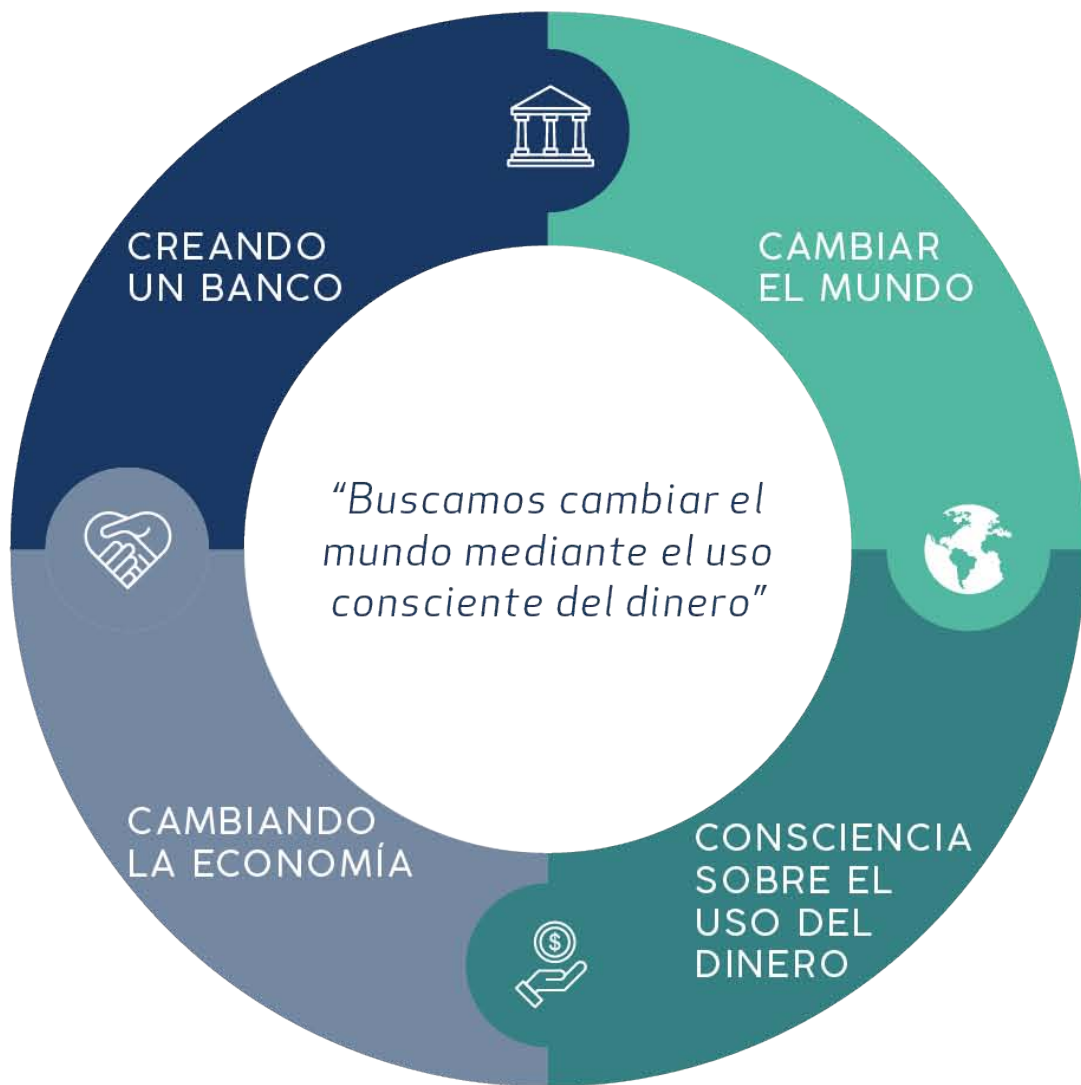 CREANDO
UN BANCO
CAMBIAR
EL MUNDO
“Buscamos cambiar el
mundo mediante el uso
consciente del dinero”
CAMBIANDO
LA ECONOMÍA
CONSCIENCIA
SOBRE EL
USO DEL
DINERO
$